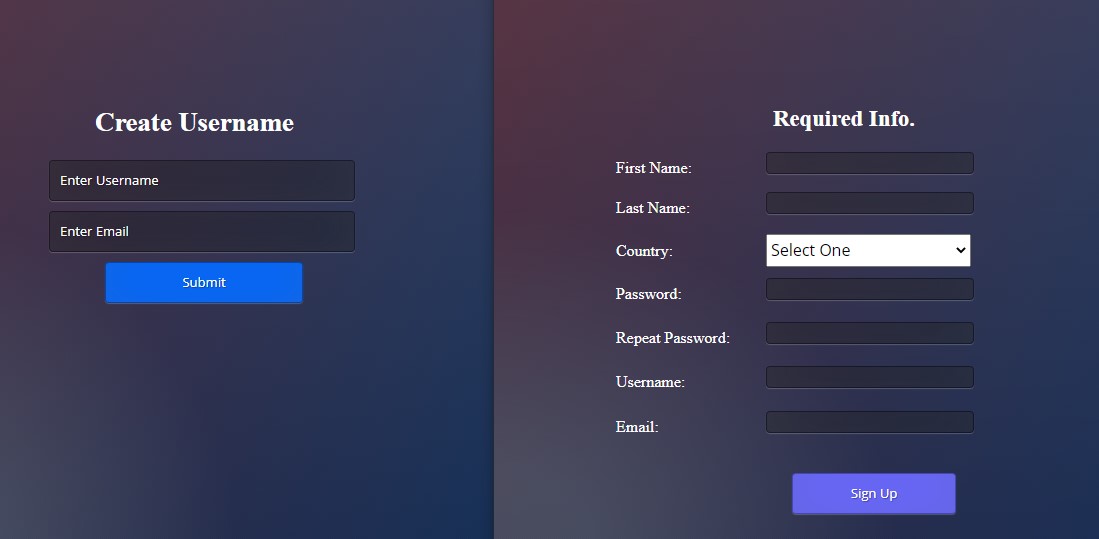 Create Username
Enter Username
Enter Email
Submit
Required Info.
First Name:
Last Name:
Country:
Select One
Password:
Repeat Password:
Username:
Email:
Sign Up